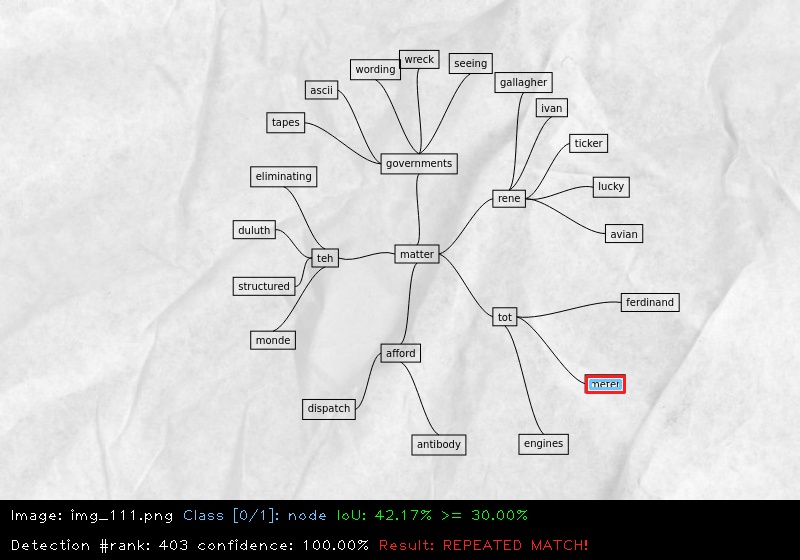 wreck
wording
seeing
gallagher
ascii
ivan
tapes
ticker
governments
eliminating
lucky
rene
duluth
avian
matter
teh
structured
ferdinand
tot
monde
afford
meter
dispatch
engines
antibody
Image: img_111.png Class [0/1]: node IoU: 42.17% >= 30.00%
Detection #rank: 403 confidence: 100.00% Result: REPEATED MATCH!